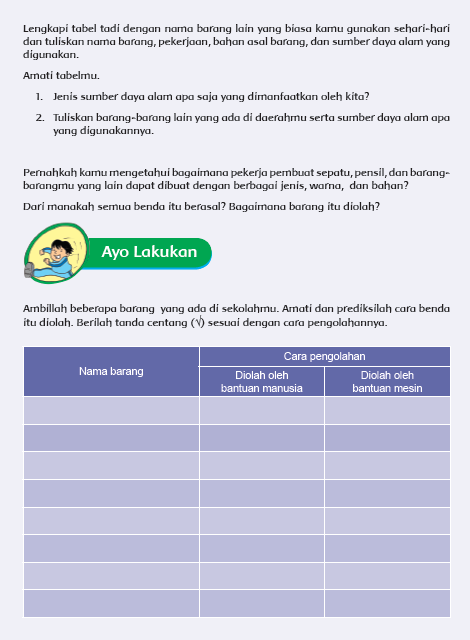 Lengkapi tabel tadi dengan nama barang lain yang biasa kamu gunakan sehari-hari
dan tuliskan nama barang, pekerjaan, bahan asal barang, dan sumber daya alam yang
digunakan.
Amati tabelmu.
1. Jenis sumber daya alam apa saja yang dimanfaatkan oleh kita?
2. Tuliskan barang-barang lain yang ada di daerahmu serta sumber daya alam apa
yang digunakannya.
Pernahkah kamu mengetahui bagaimana pekerja pembuat sepatu, pensil, dan barang-
barangmu yang lain dapat dibuat dengan berbagai jenis, warna, dan bahan?
Dari manakah semua benda itu berasal? Bagaimana barang itu diolah?
Ayo Lakukan
Ambillah beberapa barang yang ada di sekolahmu. Amati dan prediksilah cara benda
itu diolah. Berilah tanda centang (√) sesuai dengan cara pengolahannya.
Nama barang
Cara pengolahan
Diolah oleh
bantuan manusia
Diolah oleh
bantuan mesin